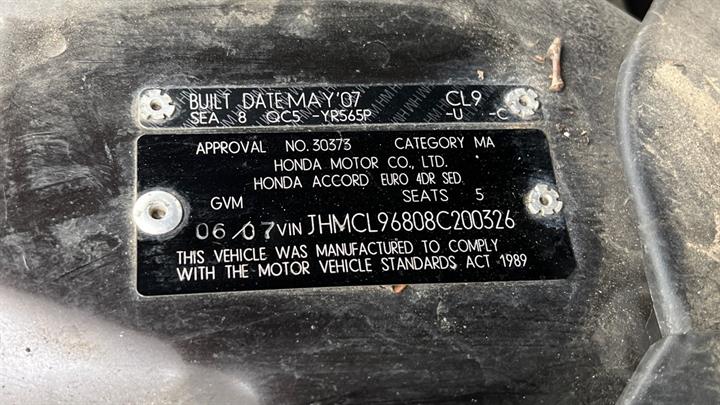 BUILT DATE MAY'07 CL9
SEA 8 QC5 -YR565P -U -C
APPROVAL NO. 30373 CATEGORY MA
HONDA MOTOR CO., LTD.
HONDA ACCORD EURO 4DR SED
GVM SEATS 5
06/07 VIN JHMCL96808C200326
THIS VEHICLE WAS MANUFACTURED TO COMPLY
WITH THE MOTOR VEHICLE STANDARDS ACT 1989